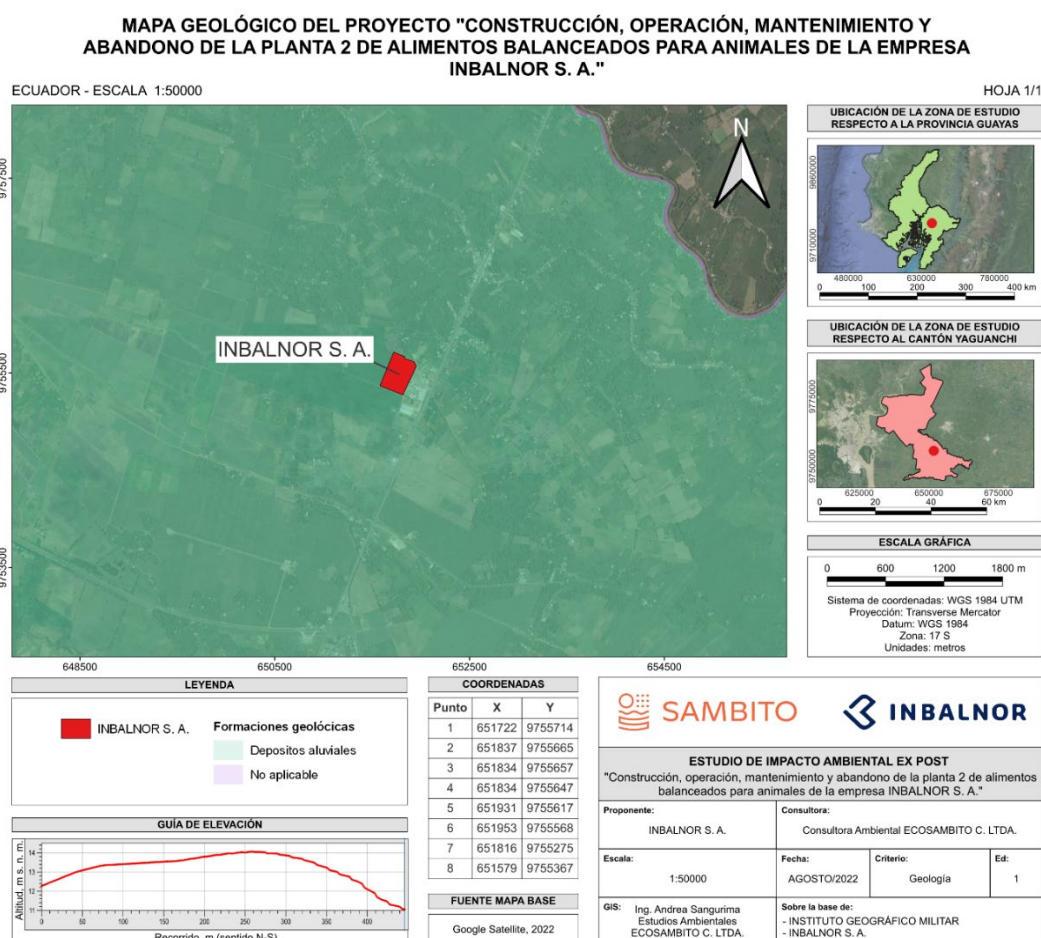 MAPA GEOLÓGICO DEL PROYECTO "CONSTRUCCIÓN, OPERACIÓN, MANTENIMIENTO Y
ABANDONO DE LA PLANTA 2 DE ALIMENTOS BALANCEADOS PARA ANIMALES DE LA EMPRESA
INBALNOR S. A."
ECUADOR - ESCALA 1:50000
HOJA 1/1
N
INBALNOR S. A.
9757500
9755500
9753500
648500
650500
652500
654500
UBICACIÓN DE LA ZONA DE ESTUDIO
RESPECTO A LA PROVINCIA GUAYAS
9860000
9710000
480000 630000 780000
0 100 200 300 400 km
UBICACIÓN DE LA ZONA DE ESTUDIO
RESPECTO AL CANTÓN YAGUANCHI
9775000
9750000
625000 650000 675000
0 20 40 60 km
ESCALA GRÁFICA
0 600 1200 1800 m
Sistema de coordenadas: WGS 1984 UTM
Proyección: Transverse Mercator
Datum: WGS 1984
Zona: 17 S
Unidades: metros
LEYENDA
INBALNOR S. A.
Formaciones geolócicas
Depositos aluviales
No aplicable
GUÍA DE ELEVACIÓN
Altitud, m s. n. m.
14
13
12
11
0 50 100 150 200 250 300 350 400
Recorrido, m (sentido N-S)
COORDENADAS
Punto X Y
1 651722 9755714
2 651837 9755665
3 651834 9755657
4 651834 9755647
5 651931 9755617
6 651953 9755568
7 651816 9755275
8 651579 9755367
FUENTE MAPA BASE
Google Satellite, 2022
SAMBITO
INBALNOR
ESTUDIO DE IMPACTO AMBIENTAL EX POST
"Construcción, operación, mantenimiento y abandono de la planta 2 de alimentos
balanceados para animales de la empresa INBALNOR S. A."
Proponente:
INBALNOR S. A.
Consultora:
Consultora Ambiental ECOSAMBITO C. LTDA.
Escala:
1:50000
Fecha:
AGOSTO/2022
Criterio:
Geología
Ed:
1
GIS:
Ing. Andrea Sangurima
Estudios Ambientales
ECOSAMBITO C. LTDA.
Sobre la base de:
- INSTITUTO GEOGRÁFICO MILITAR
- INBALNOR S. A.